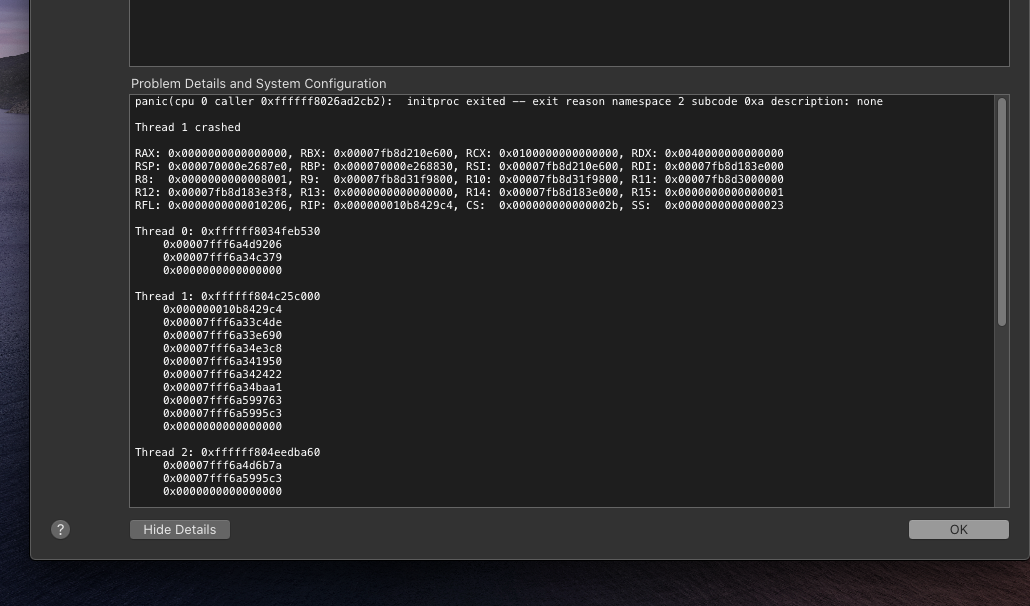 Problem Details and System Configuration
panic(cpu 0 caller 0xffffff8026ad2cb2):  initproc exited -- exit reason namespace 2 subcode 0xa description: none
Thread 1 crashed
RAX: 0x0000000000000000, RBX: 0x00007fb8d210e600, RCX: 0x0100000000000000, RDX: 0x0040000000000000
RSP: 0x000070000e2687e0, RBP: 0x000070000e268830, RSI: 0x00007fb8d210e600, RDI: 0x00007fb8d183e000
R8:  0x0000000000008001, R9:  0x00007fb8d31f9800, R10: 0x00007fb8d31f9800, R11: 0x00007fb8d3000000
R12: 0x00007fb8d183e3f8, R13: 0x0000000000000000, R14: 0x00007fb8d183e000, R15: 0x0000000000000001
RFL: 0x0000000000010206, RIP: 0x000000010b8429c4, CS:  0x000000000000002b, SS:  0x0000000000000023
Thread 0: 0xffffff8034feb530
0x00007fff6a4d9206
0x00007fff6a34c379
0x0000000000000000
Thread 1: 0xffffff804c25c000
0x000000010b8429c4
0x00007fff6a33c4de
0x00007fff6a33e690
0x00007fff6a34e3c8
0x00007fff6a341950
0x00007fff6a342422
0x00007fff6a34baa1
0x00007fff6a599763
0x00007fff6a5995c3
0x0000000000000000
Thread 2: 0xffffff804eedba60
0x00007fff6a4d6b7a
0x00007fff6a5995c3
0x0000000000000000
? Hide Details OK